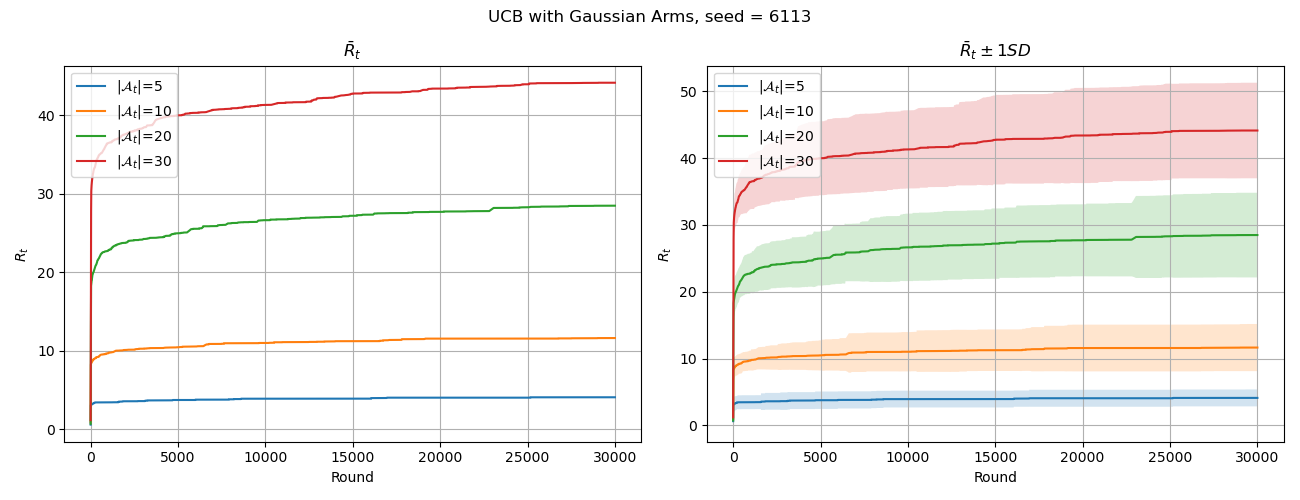 UCB with Gaussian Arms, seed = 6113
R̄ₜ
|𝒜ₜ|=5
|𝒜ₜ|=10
|𝒜ₜ|=20
|𝒜ₜ|=30
40
30
20
10
0
Rₜ
0 5000 10000 15000 20000 25000 30000
Round
R̄ₜ ± 1SD
|𝒜ₜ|=5
|𝒜ₜ|=10
|𝒜ₜ|=20
|𝒜ₜ|=30
50
40
30
20
10
0
Rₜ
0 5000 10000 15000 20000 25000 30000
Round